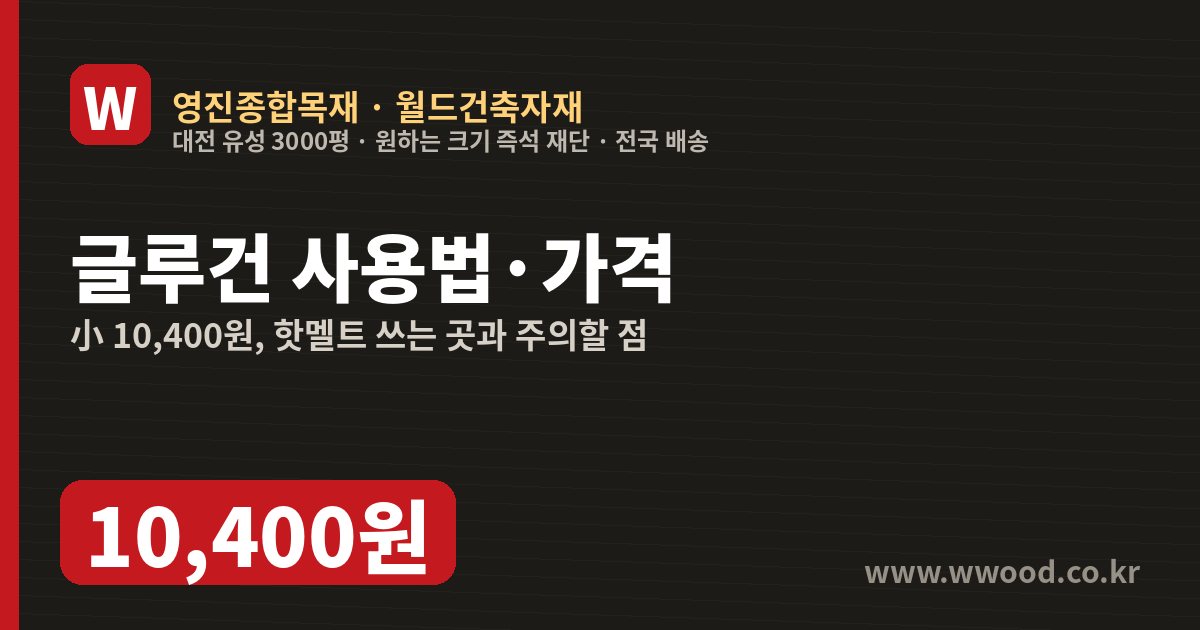 W
영진종합목재 · 월드건축자재
대전 유성 3000평 · 원하는 크기 즉석 재단 · 전국 배송
글루건 사용법·가격
小 10,400원, 핫멜트 쓰는 곳과 주의할 점
10,400원
www.wwood.co.kr